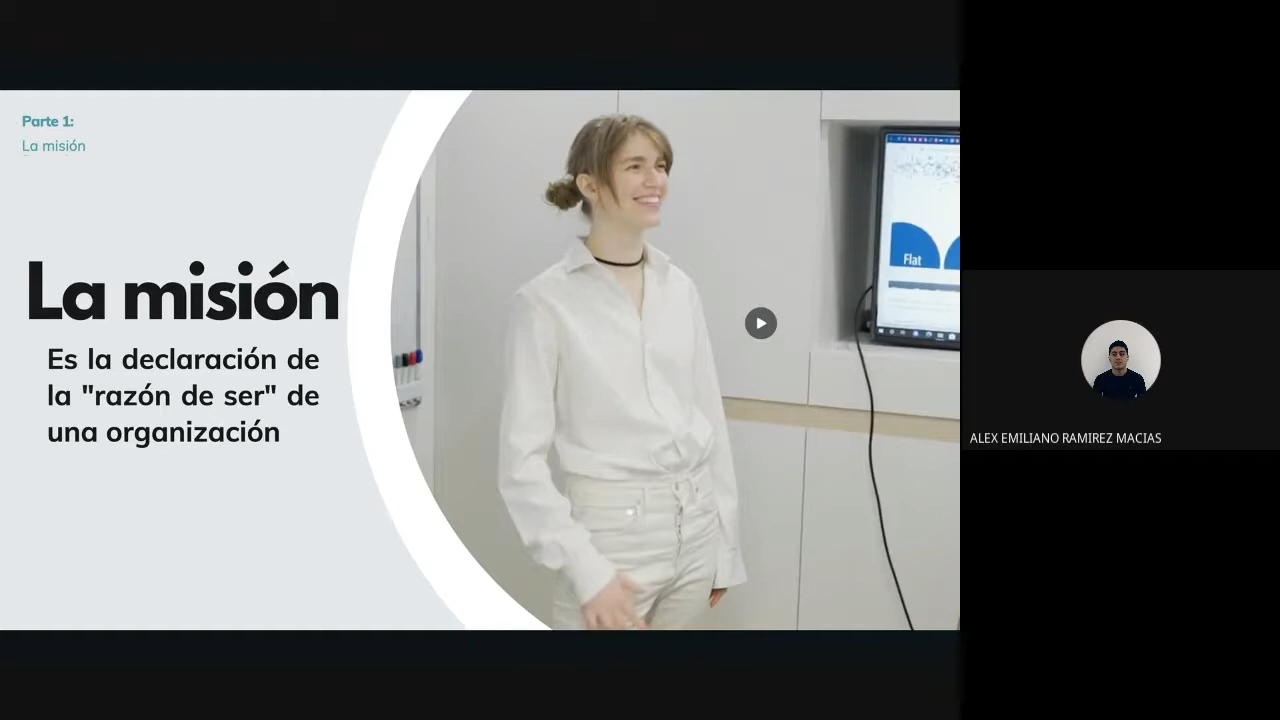 Parte 1:
La misión
La misión
Es la declaración de
la "razón de ser" de
una organización
Flat
ALEX EMILIANO RAMIREZ MACIAS